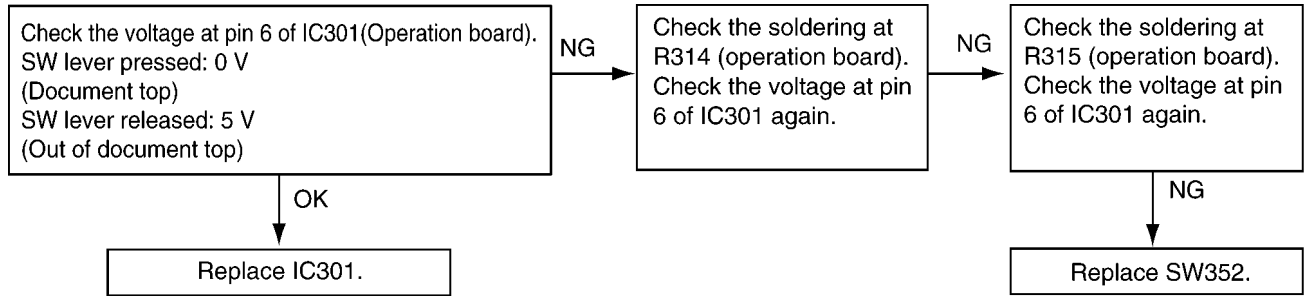 Check the voltage at pin 6 of IC301(Operation board).
SW lever pressed: 0 V
(Document top)
SW lever released: 5 V
(Out of document top)
NG
Check the soldering at
R314 (operation board).
Check the voltage at pin
6 of IC301 again.
NG
Check the soldering at
R315 (operation board).
Check the voltage at pin
6 of IC301 again.
OK
NG
Replace IC301.
Replace SW352.